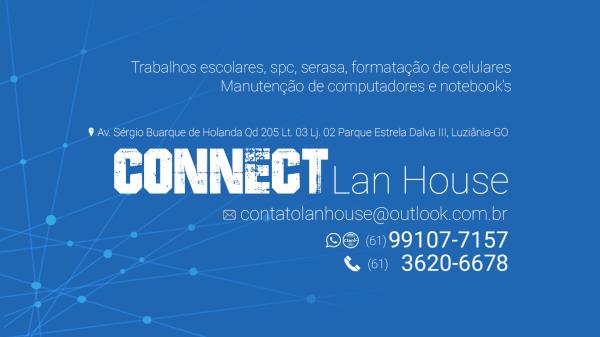 Trabalhos escolares, spc, serasa, formatação de celulares
Manutenção de computadores e notebook's
Av. Sérgio Buarque de Holanda Qd 205 Lt. 03 Lj. 02 Parque Estrela Dalva III, Luziânia-GO
CONNECT Lan House
contatolanhouse@outlook.com.br
(61) 99107-7157
(61) 3620-6678